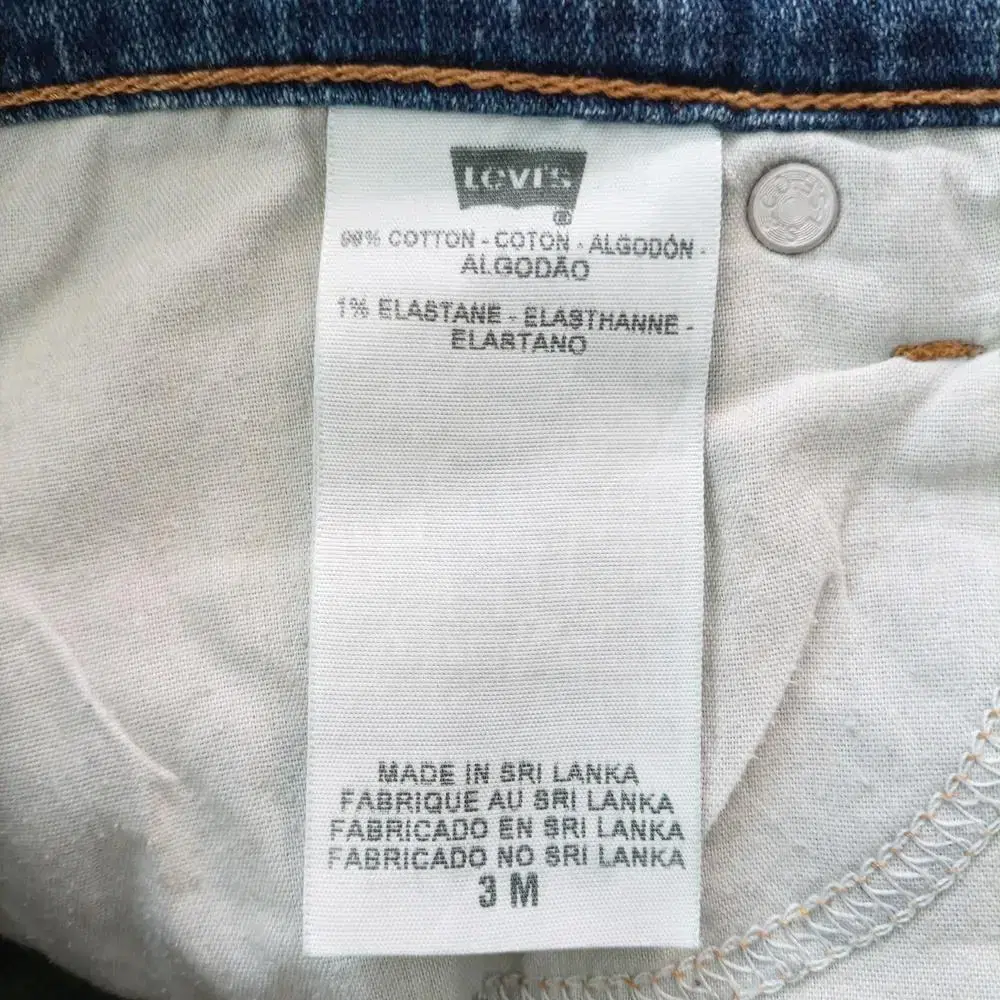 Levi's
®
99% COTTON - COTON - ALGODÓN -
ALGODÃO
1% ELASTANE - ELASTHANNE -
ELASTANO
MADE IN SRI LANKA
FABRIQUE AU SRI LANKA
FABRICADO EN SRI LANKA
FABRICADO NO SRI LANKA
3 M